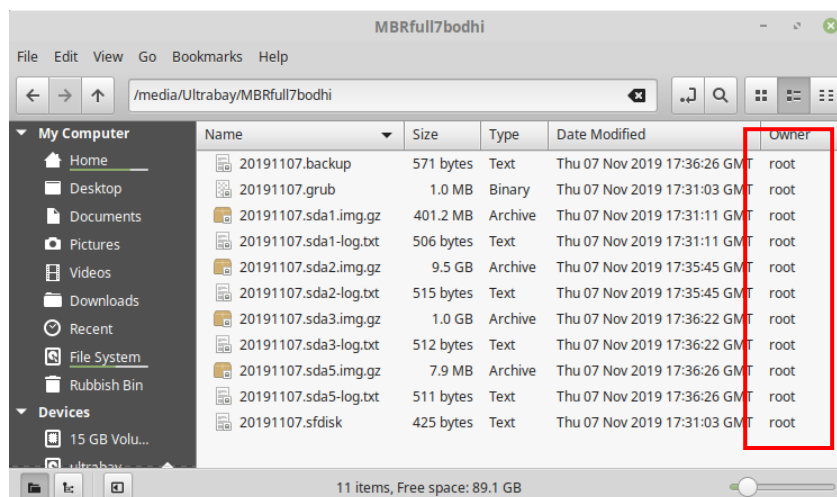 MBRfull7bodhi
File Edit View Go Bookmarks Help
/media/Ultrabay/MBRfull7bodhi
My Computer
Home
Desktop
Documents
Pictures
Videos
Downloads
Recent
File System
Rubbish Bin
Devices
15 GB Volu...
ultrabay
Name Size Type Date Modified Owner
20191107.backup 571 bytes Text Thu 07 Nov 2019 17:36:26 GMT root
20191107.grub 1.0 MB Binary Thu 07 Nov 2019 17:31:03 GMT root
20191107.sda1.img.gz 401.2 MB Archive Thu 07 Nov 2019 17:31:11 GMT root
20191107.sda1-log.txt 506 bytes Text Thu 07 Nov 2019 17:31:11 GMT root
20191107.sda2.img.gz 9.5 GB Archive Thu 07 Nov 2019 17:35:45 GMT root
20191107.sda2-log.txt 515 bytes Text Thu 07 Nov 2019 17:35:45 GMT root
20191107.sda3.img.gz 1.0 GB Archive Thu 07 Nov 2019 17:36:22 GMT root
20191107.sda3-log.txt 512 bytes Text Thu 07 Nov 2019 17:36:22 GMT root
20191107.sda5.img.gz 7.9 MB Archive Thu 07 Nov 2019 17:36:26 GMT root
20191107.sda5-log.txt 511 bytes Text Thu 07 Nov 2019 17:36:26 GMT root
20191107.sfdisk 425 bytes Text Thu 07 Nov 2019 17:31:03 GMT root
11 items, Free space: 89.1 GB